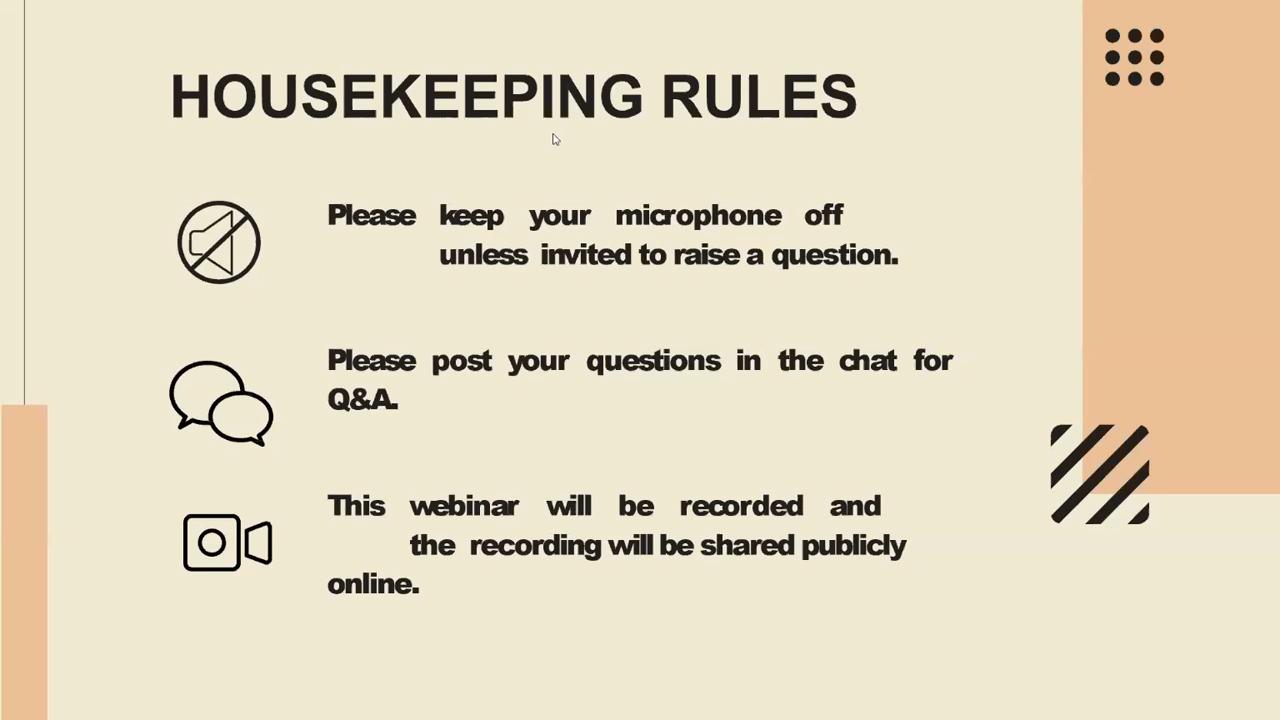 HOUSEKEEPING RULES
Please keep your microphone off
unless invited to raise a question.
Please post your questions in the chat for
Q&A.
This webinar will be recorded and
the recording will be shared publicly
online.